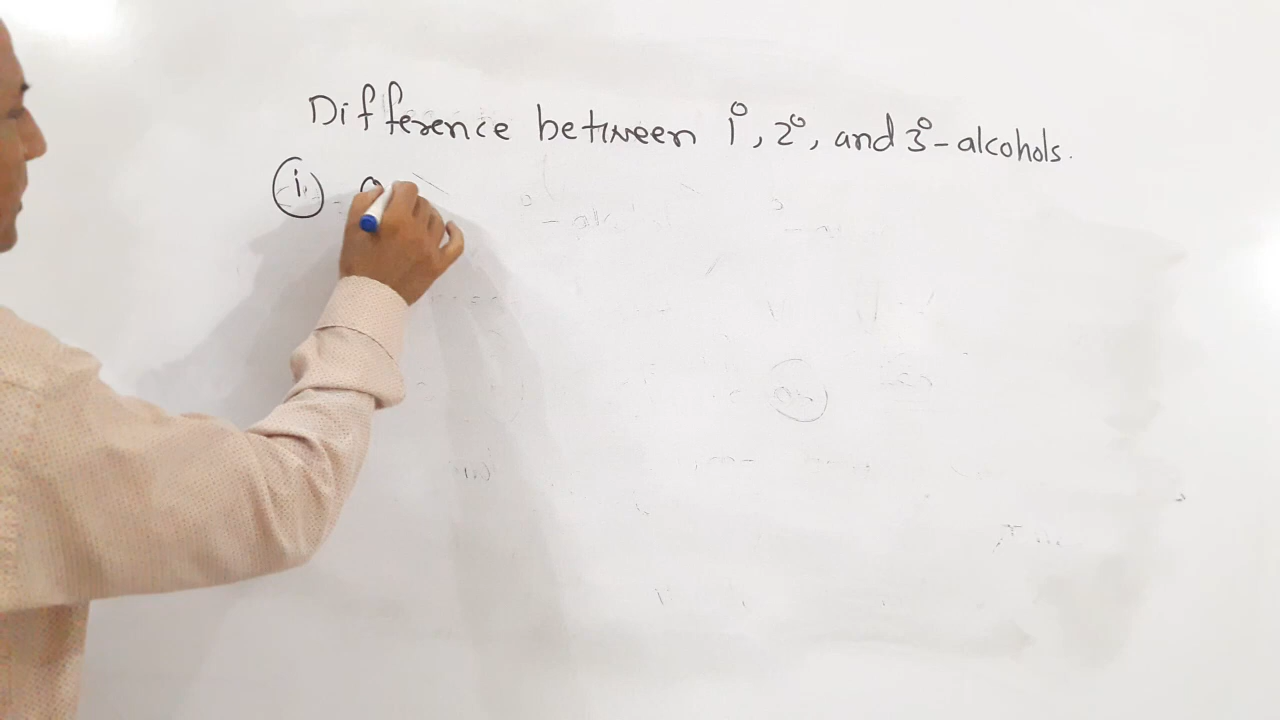 Difference between 1°, 2°, and 3°- alcohols.
(i)